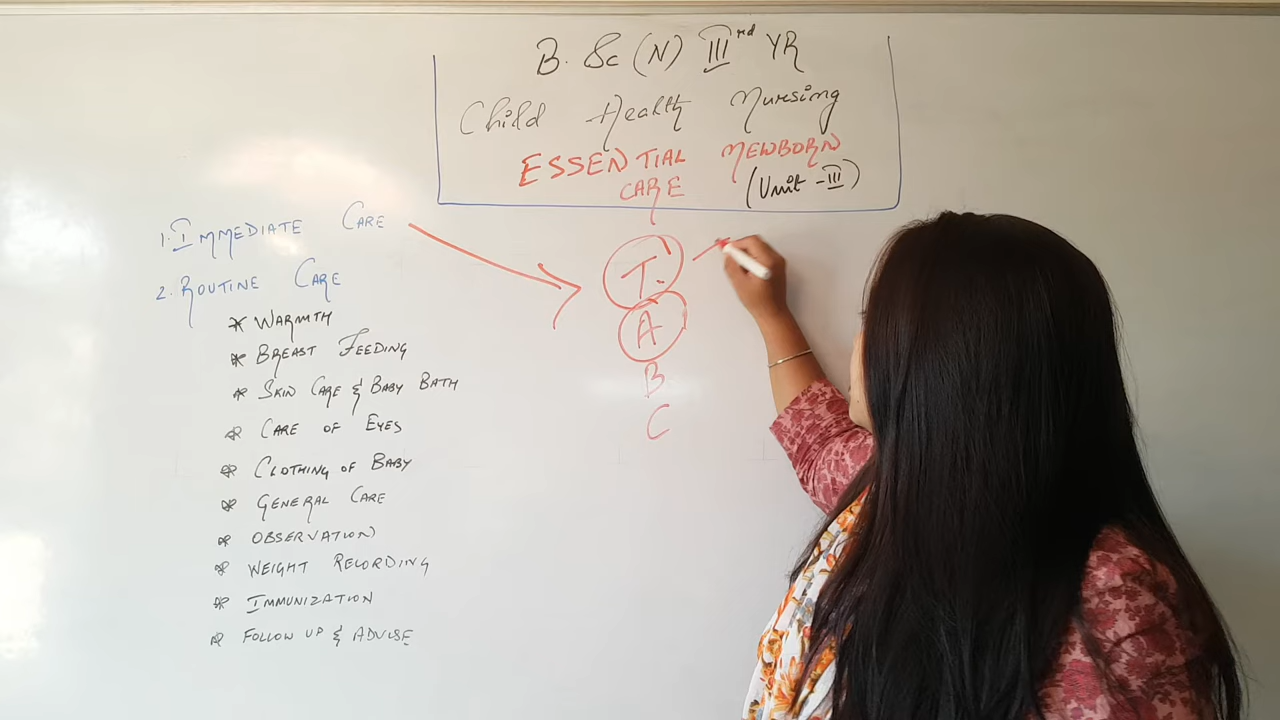 B. Sc (N) III rd YR
Child Health Nursing
ESSENTIAL NEWBORN
CARE (Unit - III)
1. IMMEDIATE CARE
2. ROUTINE CARE
* WARMTH
* BREAST FEEDING
* SKIN CARE & BABY BATH
* CARE OF EYES
* CLOTHING OF BABY
* GENERAL CARE
* OBSERVATION
* WEIGHT RECORDING
* IMMUNIZATION
* FOLLOW UP & ADVISE
T.
A
B
C